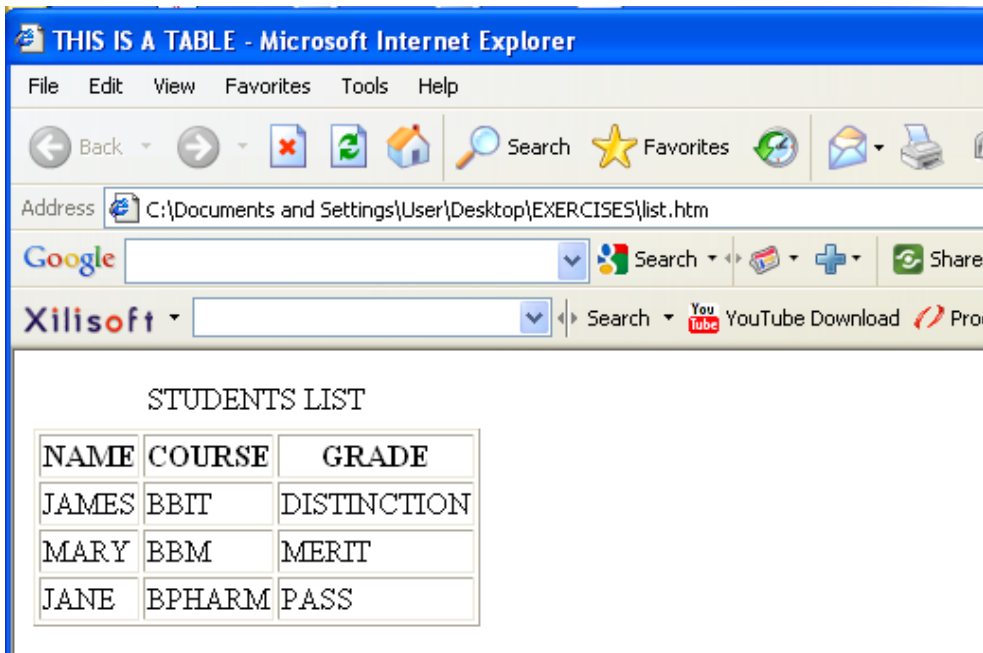 THIS IS A TABLE - Microsoft Internet Explorer
File Edit View Favorites Tools Help
Back Search Favorites
Address C:\Documents and Settings\User\Desktop\EXERCISES\list.htm
Google Search Share
Xilisoft Search You Tube YouTube Download
STUDENTS LIST
NAME COURSE GRADE
JAMES BBIT DISTINCTION
MARY BBM MERIT
JANE BPHARM PASS